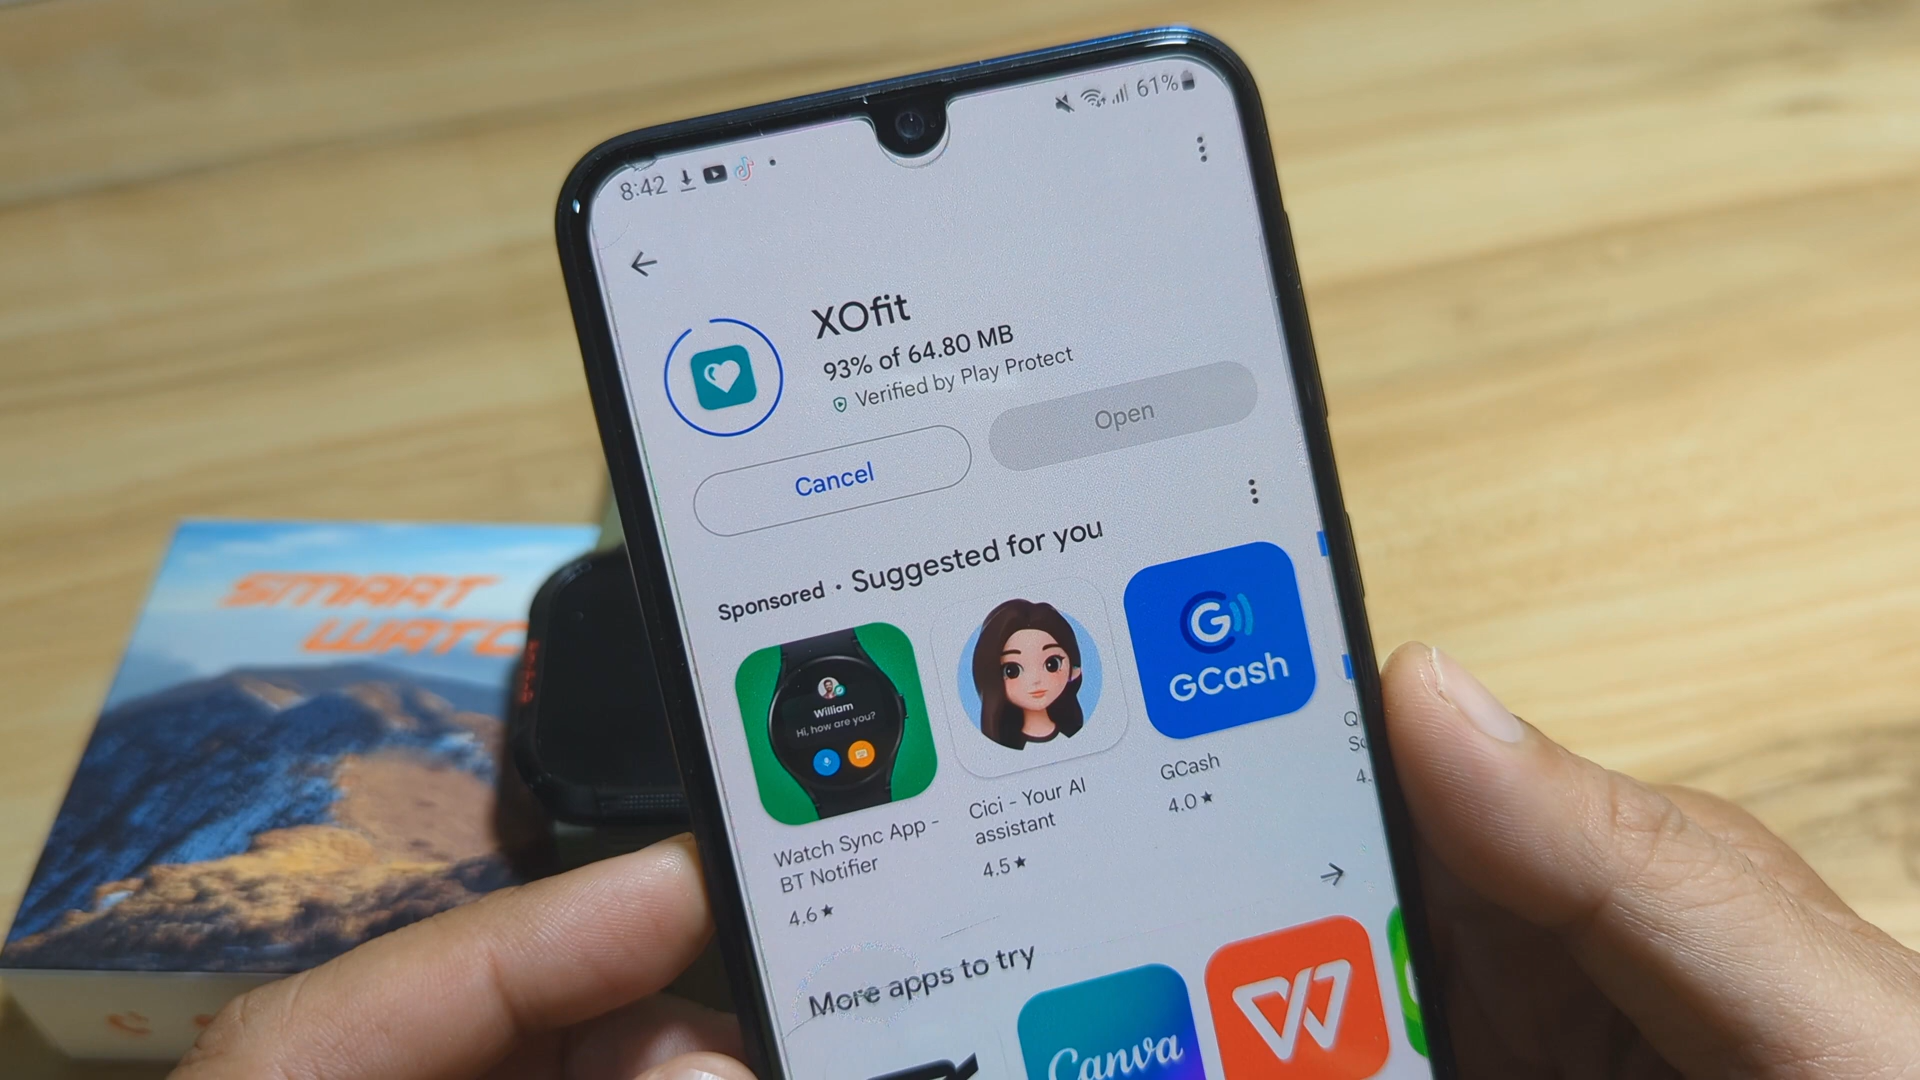 8:42
61%
XOfit
93% of 64.80 MB
Verified by Play Protect
Cancel
Open
Sponsored · Suggested for you
William
Hi, how are you?
G
GCash
Watch Sync App -
BT Notifier
4.6★
Cici - Your AI
assistant
4.5★
GCash
4.0★
4.
More apps to try
Canva
W
SMART
WATC